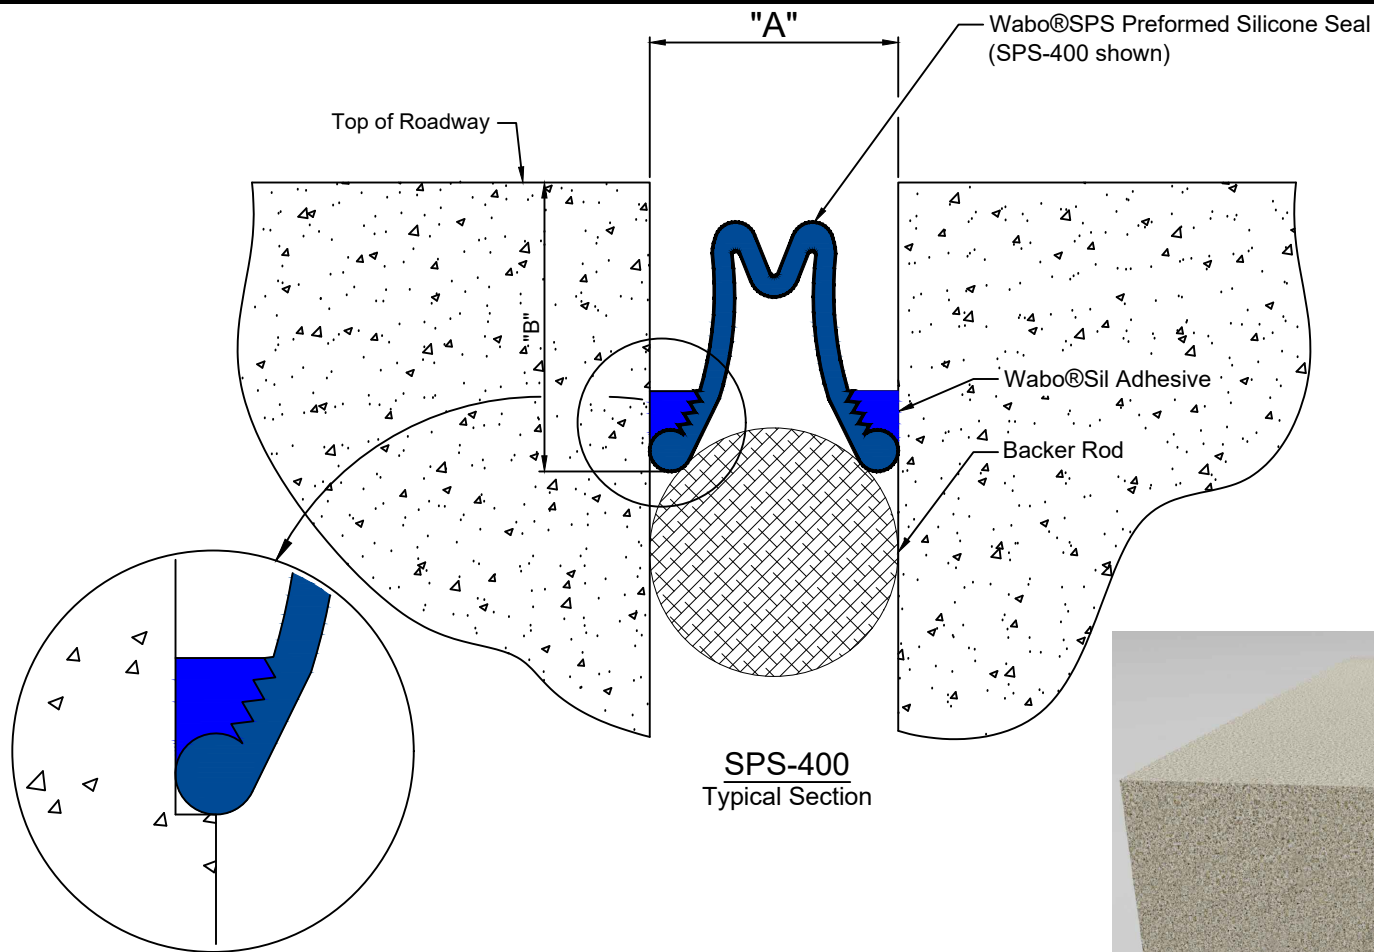 "A"
Wabo®SPS Preformed Silicone Seal
(SPS-400 shown)
Top of Roadway
"B"
Wabo®Sil Adhesive
Backer Rod
SPS-400
Typical Section